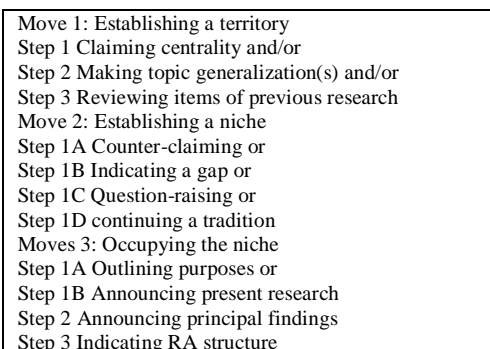 Move 1: Establishing a territory
Step 1 Claiming centrality and/or
Step 2 Making topic generalization(s) and/or
Step 3 Reviewing items of previous research
Move 2: Establishing a niche
Step 1A Counter-claiming or
Step 1B Indicating a gap or
Step 1C Question-raising or
Step 1D continuing a tradition
Moves 3: Occupying the niche
Step 1A Outlining purposes or
Step 1B Announcing present research
Step 2 Announcing principal findings
Step 3 Indicating RA structure